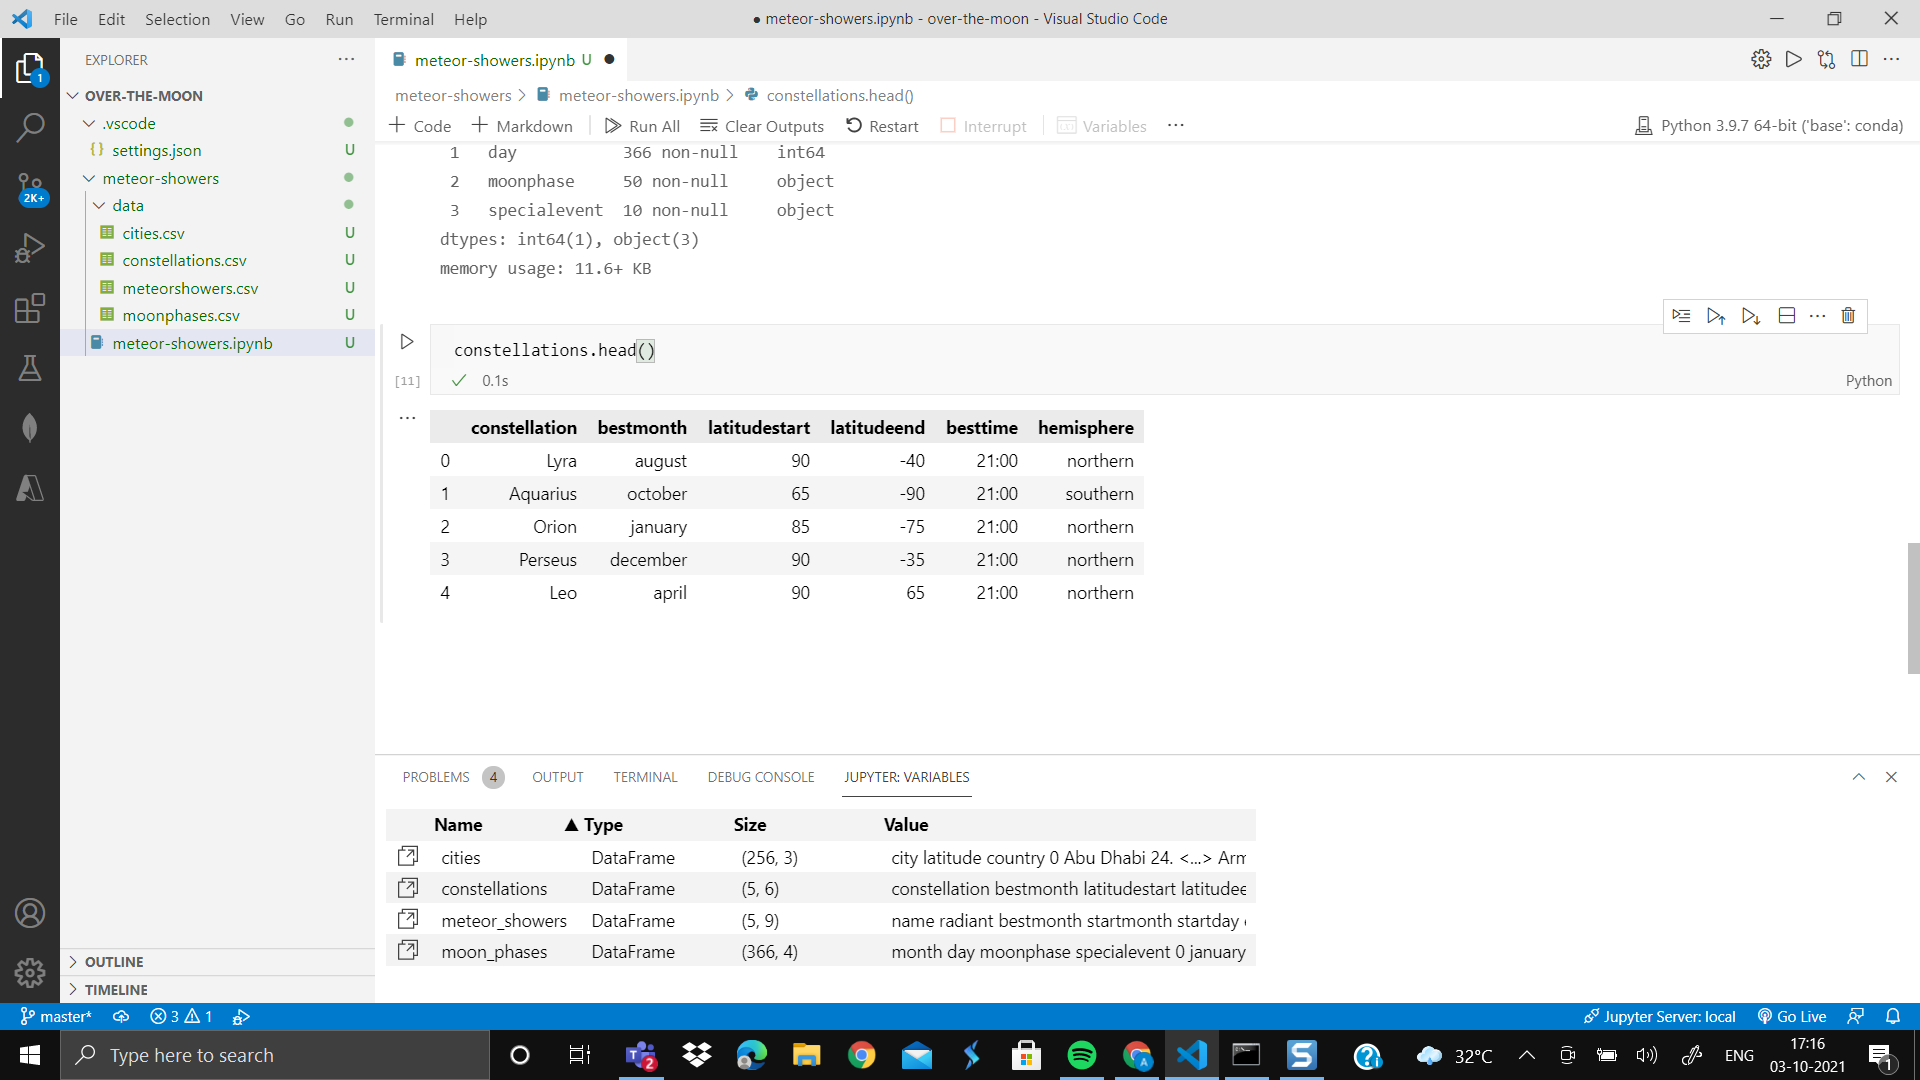 File Edit Selection View Go Run Terminal Help
● meteor-showers.ipynb - over-the-moon - Visual Studio Code
EXPLORER
OVER-THE-MOON
.vscode
{} settings.json U
meteor-showers
data
cities.csv U
constellations.csv U
meteorshowers.csv U
moonphases.csv U
meteor-showers.ipynb U
OUTLINE
TIMELINE
1
2K+
meteor-showers.ipynb U ●
meteor-showers > meteor-showers.ipynb > constellations.head()
+ Code + Markdown Run All Clear Outputs Restart Interrupt Variables ...
Python 3.9.7 64-bit ('base': conda)
1 day 366 non-null int64
2 moonphase 50 non-null object
3 specialevent 10 non-null object
dtypes: int64(1), object(3)
memory usage: 11.6+ KB
constellations.head()
[11] ✓ 0.1s Python
constellation bestmonth latitudestart latitudeend besttime hemisphere
0 Lyra august 90 -40 21:00 northern
1 Aquarius october 65 -90 21:00 southern
2 Orion january 85 -75 21:00 northern
3 Perseus december 90 -35 21:00 northern
4 Leo april 90 65 21:00 northern
PROBLEMS 4 OUTPUT TERMINAL DEBUG CONSOLE JUPYTER: VARIABLES
Name ▲ Type Size Value
cities DataFrame (256, 3) city latitude country 0 Abu Dhabi 24. <...> Arm
constellations DataFrame (5, 6) constellation bestmonth latitudestart latitudee
meteor_showers DataFrame (5, 9) name radiant bestmonth startmonth startday
moon_phases DataFrame (366, 4) month day moonphase specialevent 0 january
master* 3 1 Jupyter Server: local Go Live
Type here to search
2
A
S
32°C ENG
17:16
03-10-2021
1